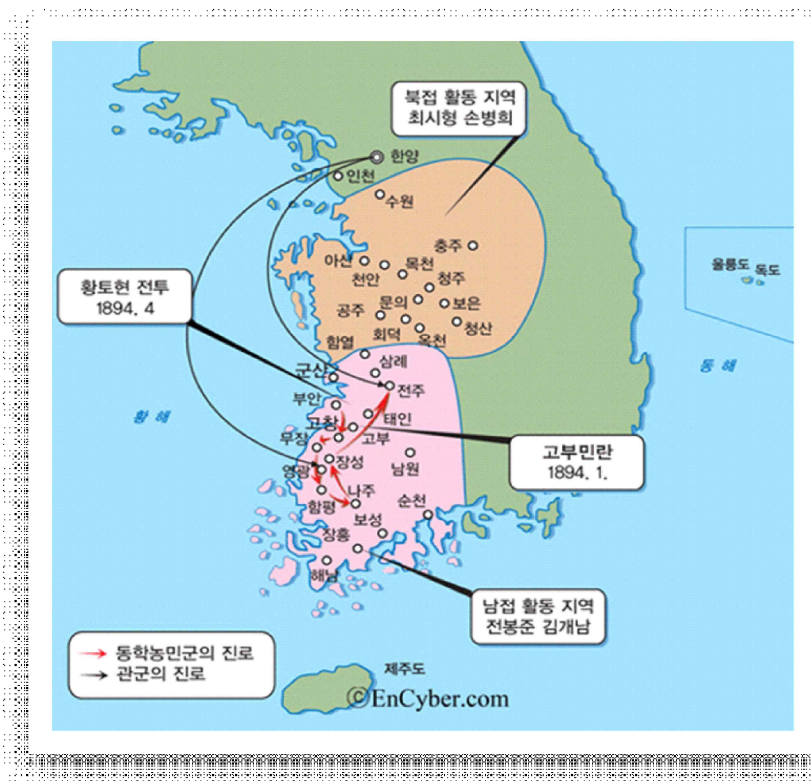 북접 활동 지역
최시형 손병희
한양
인천
수원
충주
아산
목천
천안
청주
문의
보은
공주
회덕
청산
함열
옥천
울릉도 독도
동 해
황토현 전투
1894. 4
삼례
군산
전주
부안
태인
고창
고부
무장
황 해
장성
영광
남원
고부민란
1894. 1.
나주
함평
순천
보성
장흥
해남
남접 활동 지역
전봉준 김개남
동학농민군의 진로
관군의 진로
제주도
©EnCyber.com